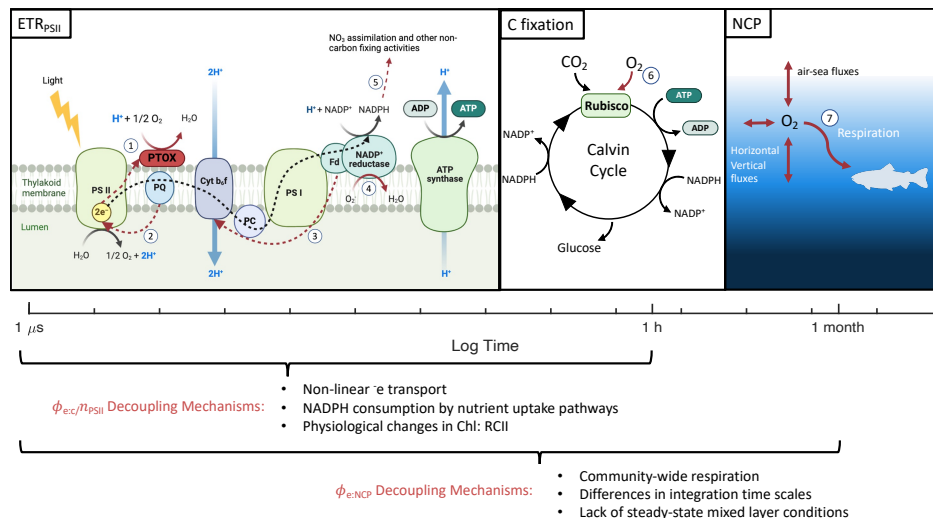 ETR_PSII
C fixation
NCP
NO₃ assimilation and other non-
carbon fixing activities
Light
2H⁺
5
H⁺
H⁺ + 1/2 O₂
H₂O
H⁺ + NADP⁺
NADPH
ADP
ATP
1
PTOX
Fd
NADP⁺
reductase
Thylakoid
membrane
PS II
PQ
Cyt b₆f
PS I
4
ATP
synthase
2e⁻
O₂
H₂O
PC
Lumen
2
3
H₂O
1/2 O₂ + 2H⁺
2H⁺
H⁺
CO₂
O₂
6
Rubisco
ATP
ADP
NADP⁺
Calvin
Cycle
NADPH
NADPH
NADP⁺
Glucose
air-sea fluxes
O₂
7
Respiration
Horizontal
Vertical
fluxes
1 μs
1 h
1 month
Log Time
ϕ_e:c/n_PSII Decoupling Mechanisms:
• Non-linear ⁻e transport
• NADPH consumption by nutrient uptake pathways
• Physiological changes in Chl: RCII
ϕ_e:NCP Decoupling Mechanisms:
• Community-wide respiration
• Differences in integration time scales
• Lack of steady-state mixed layer conditions